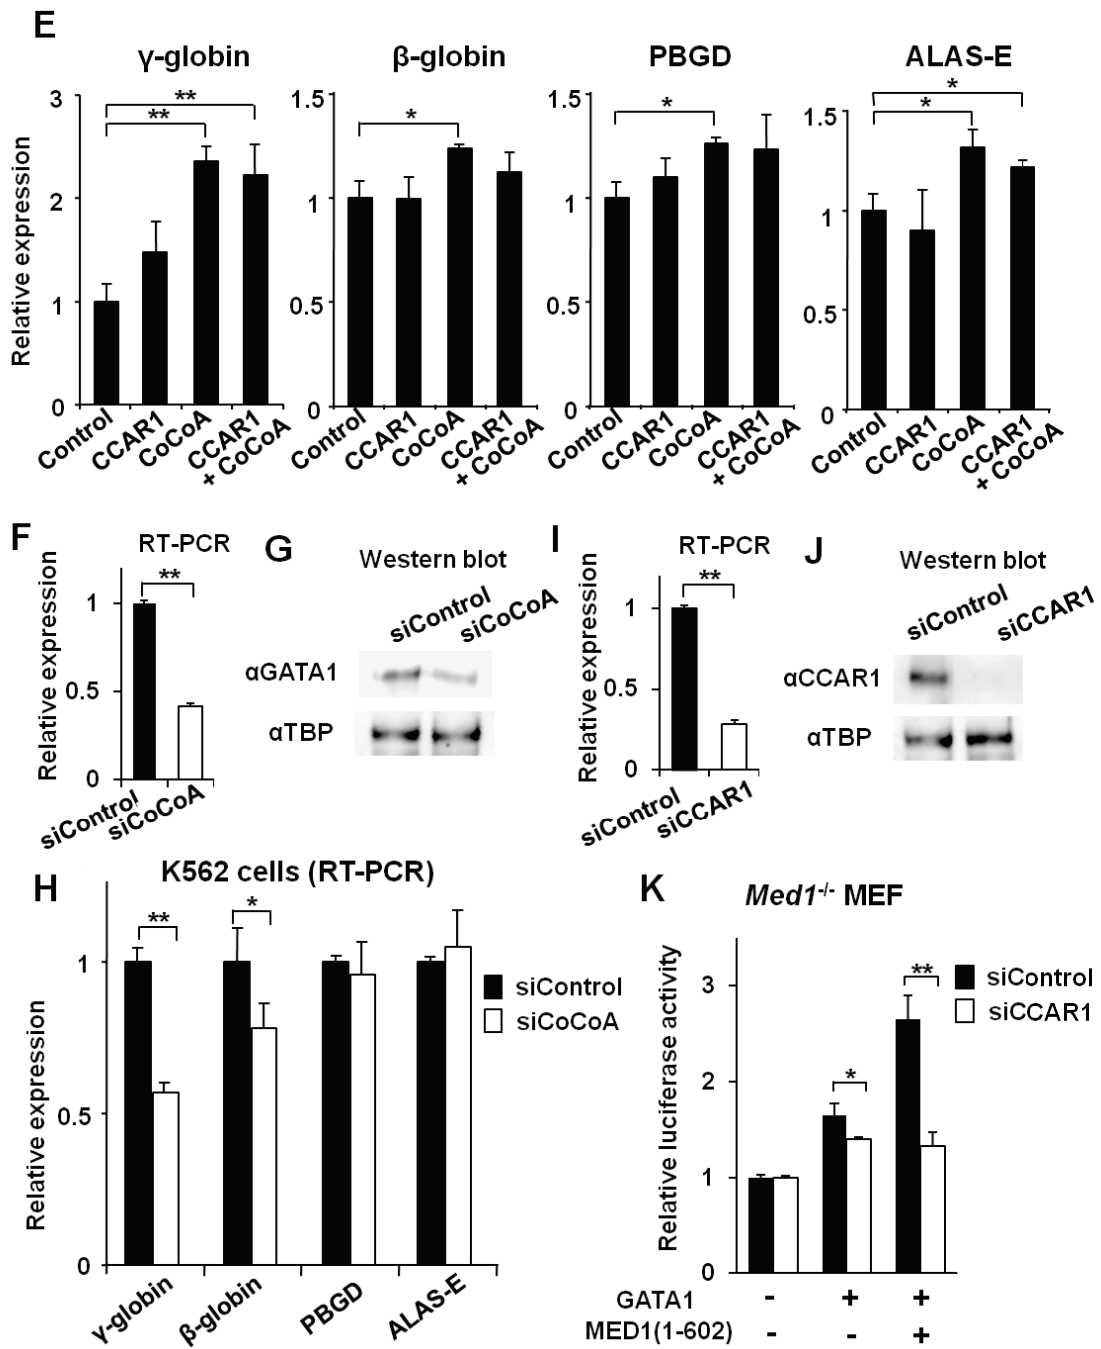 E
γ-globin
β-globin
PBGD
ALAS-E
Relative expression
3
2
1
0
**
**
Control
CCAR1
CoCoA
CCAR1
+ CoCoA
1.5
1
0.5
0
*
Control
CCAR1
CoCoA
CCAR1
+ CoCoA
1.5
1
0.5
0
*
Control
CCAR1
CoCoA
CCAR1
+ CoCoA
1.5
1
0.5
0
*
*
Control
CCAR1
CoCoA
CCAR1
+ CoCoA
F
RT-PCR
Relative expression
1
0.5
0
**
siControl
siCoCoA
G
Western blot
siControl
siCoCoA
αGATA1
αTBP
I
RT-PCR
Relative expression
1
0.5
0
**
siControl
siCCAR1
J
Western blot
siControl
siCCAR1
αCCAR1
αTBP
H
K562 cells (RT-PCR)
Relative expression
1
0.5
0
**
*
siControl
siCoCoA
γ-globin
β-globin
PBGD
ALAS-E
K
Med1-/- MEF
Relative luciferase activity
3
2
1
0
*
**
siControl
siCCAR1
GATA1 - + +
MED1(1-602) - - +